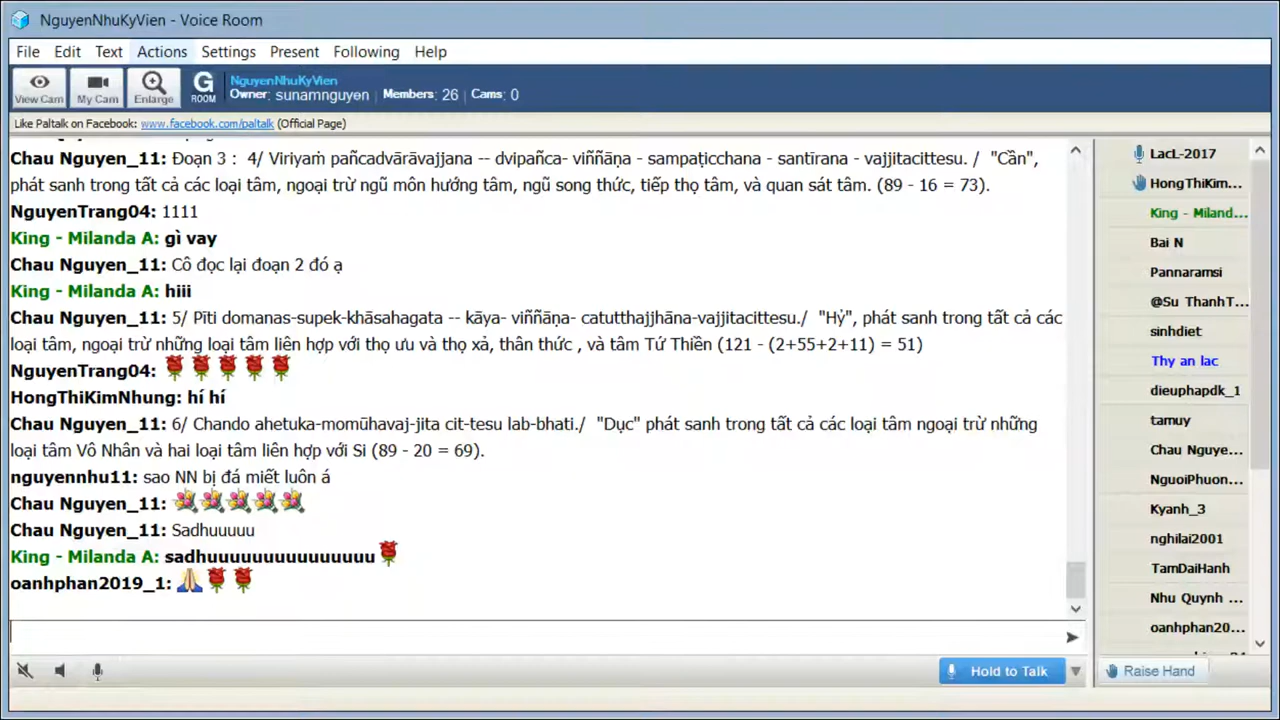 NguyenNhuKyVien - Voice Room
File Edit Text Actions Settings Present Following Help
View Cam My Cam Enlarge G ROOM
NguyenNhuKyVien
Owner: sunamnguyen Members: 26 Cams: 0
Like Paltalk on Facebook: www.facebook.com/paltalk (Official Page)
Chau Nguyen_11: Đoạn 3 : 4/ Viriyaṁ pañcadvārāvajjana -- dvipañca- viññāṇa - sampaṭicchana - santīrana - vajjitacittesu. / "Cần",
phát sanh trong tất cả các loại tâm, ngoại trừ ngũ môn hướng tâm, ngũ song thức, tiếp thọ tâm, và quan sát tâm. (89 - 16 = 73).
NguyenTrang04: 1111
King - Milanda A: gì vay
Chau Nguyen_11: Cô đọc lại đoạn 2 đó ạ
King - Milanda A: hiii
Chau Nguyen_11: 5/ Pīti domanas-supek-khāsahagata -- kāya- viññāṇa- catutthajjhāna-vajjitacittesu./ "Hỷ", phát sanh trong tất cả các
loại tâm, ngoại trừ những loại tâm liên hợp với thọ ưu và thọ xả, thân thức , và tâm Tứ Thiền (121 - (2+55+2+11) = 51)
NguyenTrang04:
HongThiKimNhung: hí hí
Chau Nguyen_11: 6/ Chando ahetuka-momūhavaj-jita cit-tesu lab-bhati./ "Dục" phát sanh trong tất cả các loại tâm ngoại trừ những
loại tâm Vô Nhân và hai loại tâm liên hợp với Si (89 - 20 = 69).
nguyennhu11: sao NN bị đá miết luôn á
Chau Nguyen_11:
Chau Nguyen_11: Sadhuuuuu
King - Milanda A: sadhuuuuuuuuuuuuuuuu
oanhphan2019_1:
Hold to Talk
LacL-2017
HongThiKim...
King - Miland...
Bai N
Pannaramsi
@Su ThanhT...
sinhdiet
Thy an lac
dieuphapdk_1
tamuy
Chau Nguye...
NguoiPhuon...
Kyanh_3
nghilai2001
TamDaiHanh
Nhu Quynh ...
oanhphan20...
Raise Hand